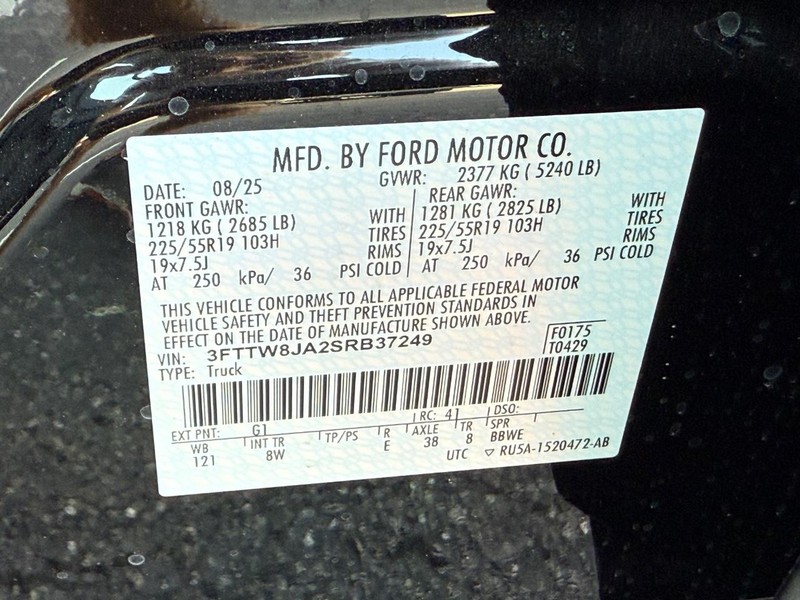 MFD. BY FORD MOTOR CO.
DATE: 08/25 GVWR: 2377 KG ( 5240 LB)
FRONT GAWR: REAR GAWR:
1218 KG ( 2685 LB) WITH 1281 KG ( 2825 LB) WITH
225/55R19 103H TIRES 225/55R19 103H TIRES
19x7.5J RIMS 19x7.5J RIMS
AT 250 kPa/ 36 PSI COLD AT 250 kPa/ 36 PSI COLD
THIS VEHICLE CONFORMS TO ALL APPLICABLE FEDERAL MOTOR
VEHICLE SAFETY AND THEFT PREVENTION STANDARDS IN
EFFECT ON THE DATE OF MANUFACTURE SHOWN ABOVE.
VIN: 3FTTW8JA2SRB37249 F0175
TYPE: Truck T0429
EXT PNT: G1 RC: 41 DSO:
WB INT TR TP/PS R AXLE TR SPR
121 8W E 38 8 BBWE
UTC ▽ RU5A-1520472-AB